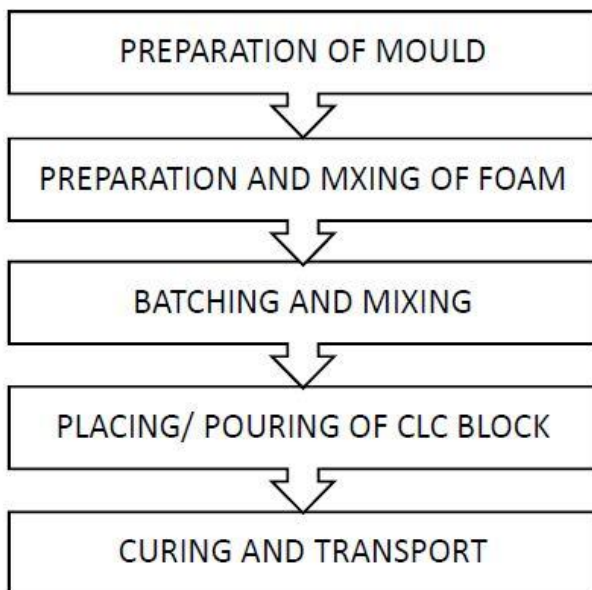 PREPARATION OF MOULD
PREPARATION AND MXING OF FOAM
BATCHING AND MIXING
PLACING/ POURING OF CLC BLOCK
CURING AND TRANSPORT